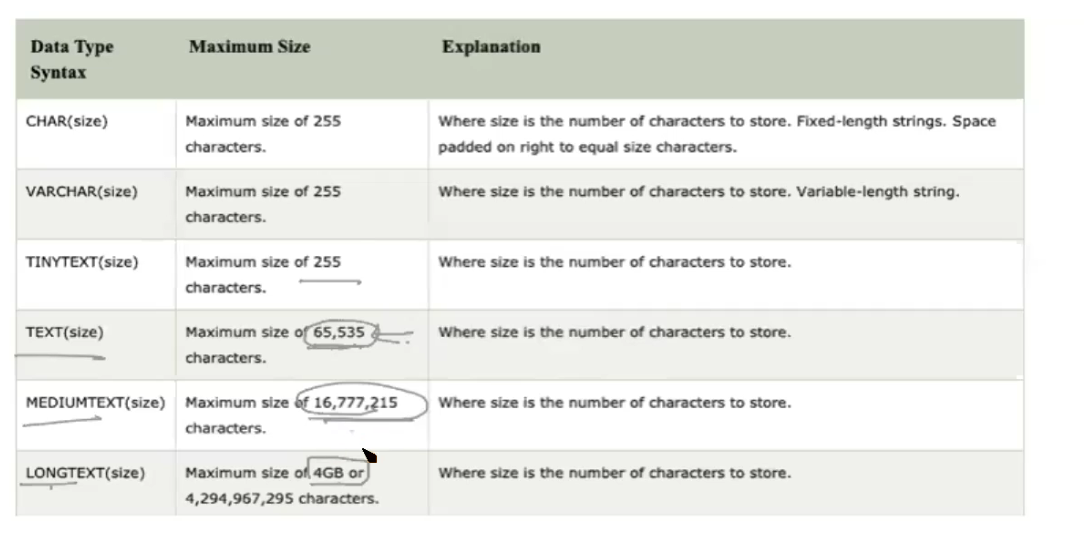 Data Type Maximum Size Explanation
Syntax
CHAR(size) Maximum size of 255 Where size is the number of characters to store. Fixed-length strings. Space
characters. padded on right to equal size characters.
VARCHAR(size) Maximum size of 255 Where size is the number of characters to store. Variable-length string.
characters.
TINYTEXT(size) Maximum size of 255 Where size is the number of characters to store.
characters.
TEXT(size) Maximum size of 65,535 Where size is the number of characters to store.
characters.
MEDIUMTEXT(size) Maximum size of 16,777,215 Where size is the number of characters to store.
characters.
LONGTEXT(size) Maximum size of 4GB or Where size is the number of characters to store.
4,294,967,295 characters.